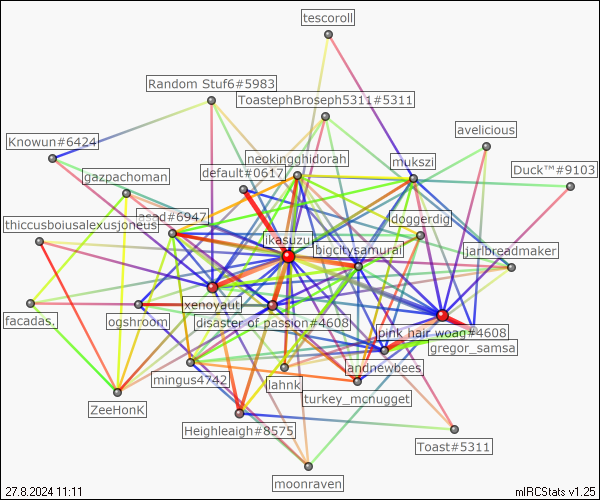 tescoroll
Random Stuf6#5983
ToastephBroseph5311#5311
avelicious
Knowun#6424
neokingghidorah
mukszi
Duck™#9103
gazpachoman
default#0617
thiccusboiusalexusjoneus
asad#6947
doggerdig
ikasuzu
bigcitysamurai
jarlbreadmaker
xenoyaut
facadas.
ogshroom
disaster of passion#4608
pink hair woag#4608
gregor_samsa
mingus4742
lahnk
andnewbees
turkey_mcnugget
ZeeHonK
Heighleaigh#8575
Toast#5311
moonraven
27.8.2024 11:11
mIRCStats v1.25